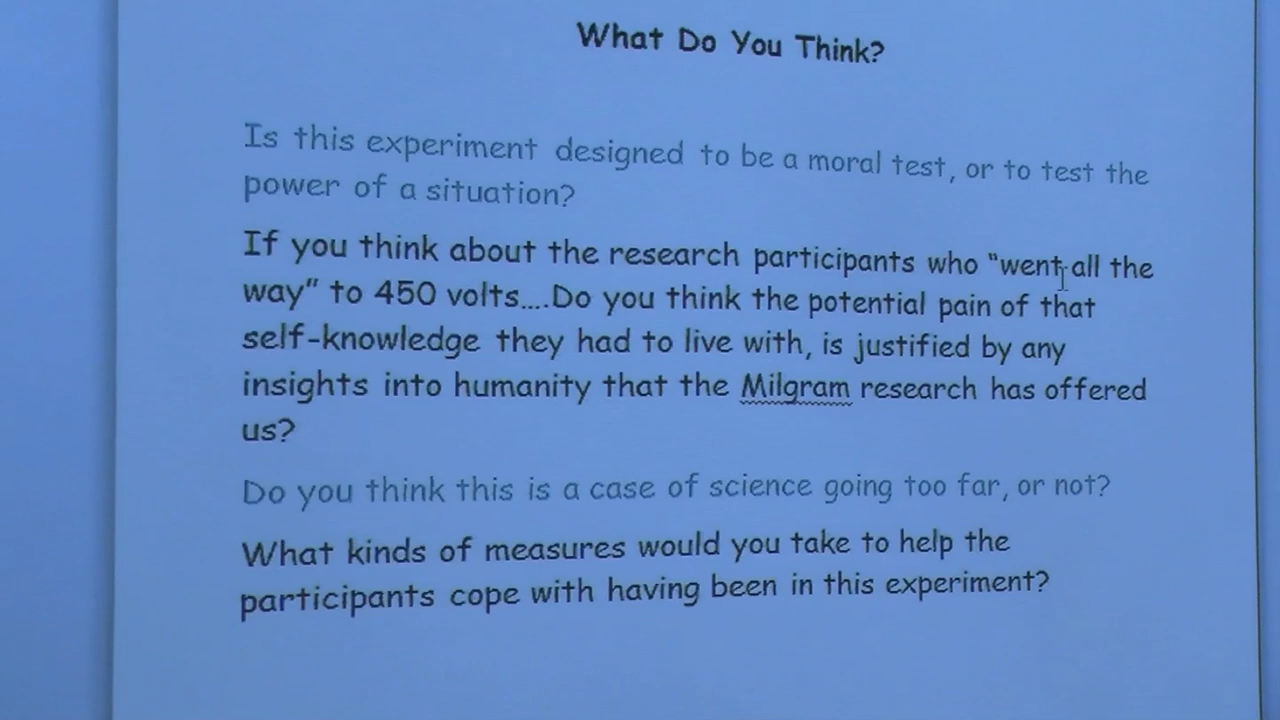 What Do You Think?
Is this experiment designed to be a moral test, or to test the
power of a situation?
If you think about the research participants who “went all the
way” to 450 volts....Do you think the potential pain of that
self-knowledge they had to live with, is justified by any
insights into humanity that the Milgram research has offered
us?
Do you think this is a case of science going too far, or not?
What kinds of measures would you take to help the
participants cope with having been in this experiment?